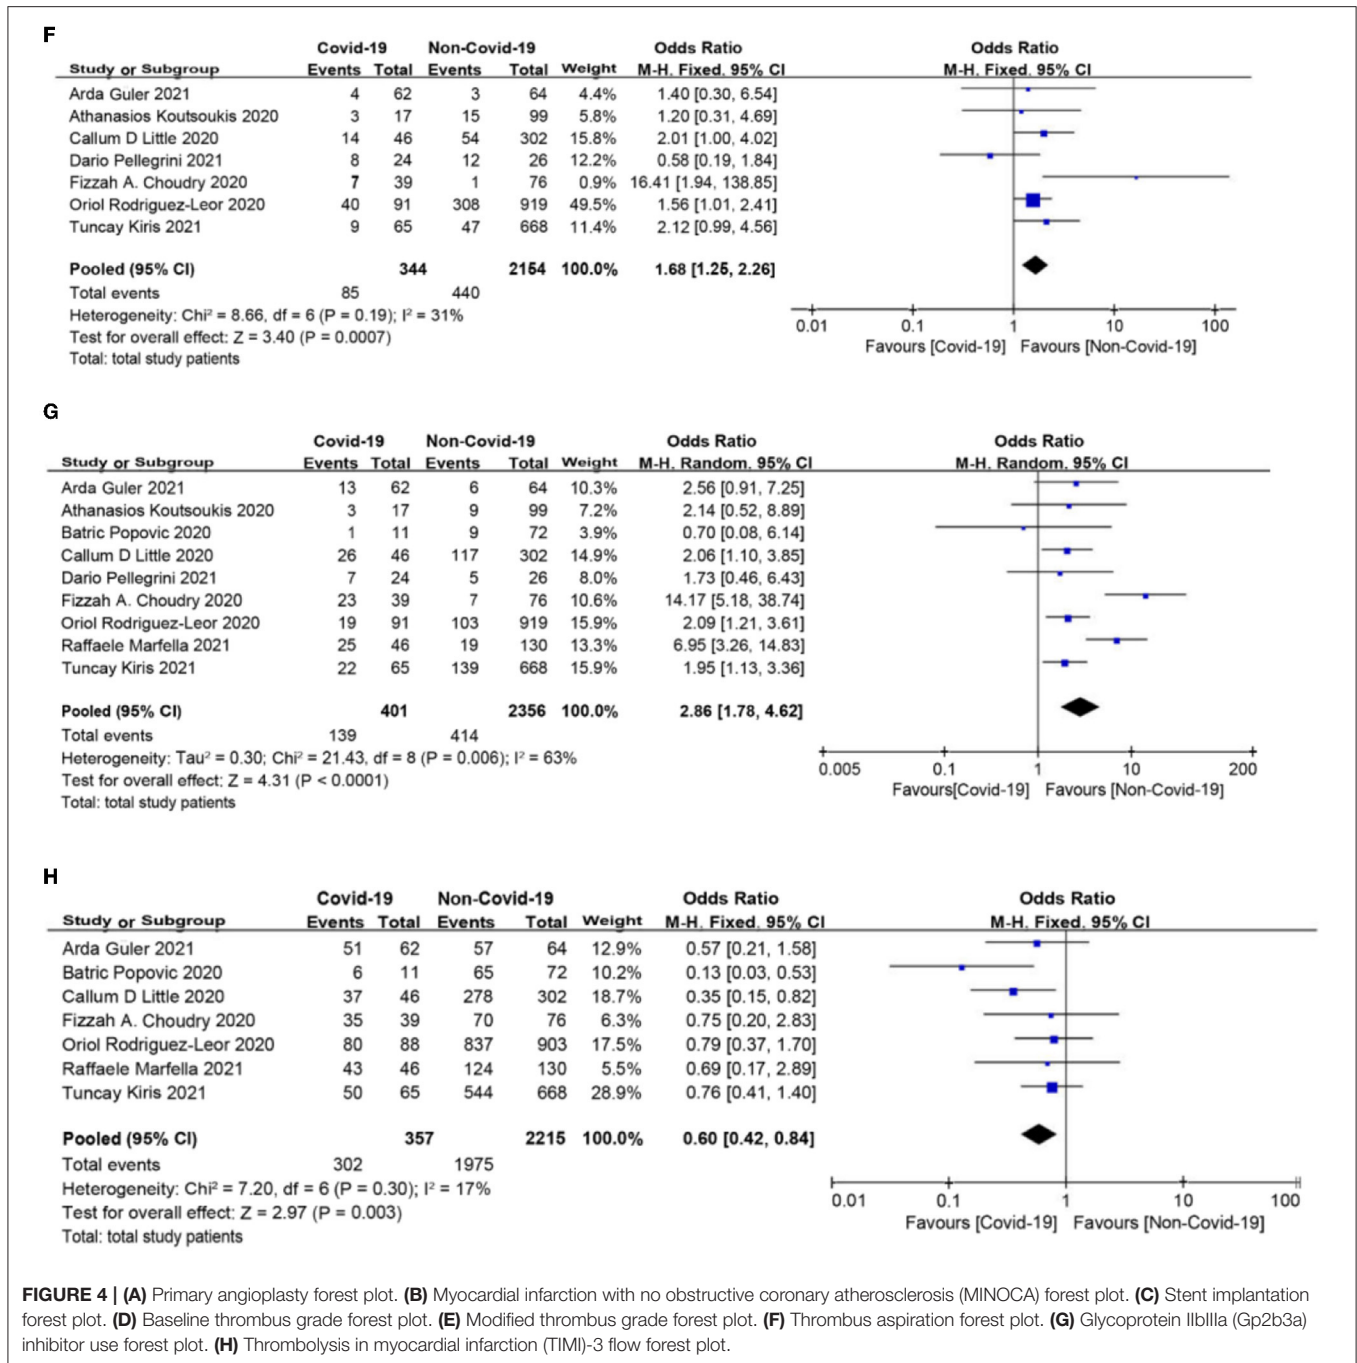 F
Covid-19 Non-Covid-19 Odds Ratio Odds Ratio
Study or Subgroup Events Total Events Total Weight M-H. Fixed. 95% CI M-H. Fixed. 95% CI
Arda Guler 2021 4 62 3 64 4.4% 1.40 [0.30, 6.54]
Athanasios Koutsoukis 2020 3 17 15 99 5.8% 1.20 [0.31, 4.69]
Callum D Little 2020 14 46 54 302 15.8% 2.01 [1.00, 4.02]
Dario Pellegrini 2021 8 24 12 26 12.2% 0.58 [0.19, 1.84]
Fizzah A. Choudry 2020 7 39 1 76 0.9% 16.41 [1.94, 138.85]
Oriol Rodriguez-Leor 2020 40 91 308 919 49.5% 1.56 [1.01, 2.41]
Tuncay Kiris 2021 9 65 47 668 11.4% 2.12 [0.99, 4.56]
Pooled (95% CI) 344 2154 100.0% 1.68 [1.25, 2.26]
Total events 85 440
Heterogeneity: Chi² = 8.66, df = 6 (P = 0.19); I² = 31%
Test for overall effect: Z = 3.40 (P = 0.0007)
Total: total study patients
0.01 0.1 1 10 100
Favours [Covid-19] Favours [Non-Covid-19]
G
Covid-19 Non-Covid-19 Odds Ratio Odds Ratio
Study or Subgroup Events Total Events Total Weight M-H. Random. 95% CI M-H. Random. 95% CI
Arda Guler 2021 13 62 6 64 10.3% 2.56 [0.91, 7.25]
Athanasios Koutsoukis 2020 3 17 9 99 7.2% 2.14 [0.52, 8.89]
Batric Popovic 2020 1 11 9 72 3.9% 0.70 [0.08, 6.14]
Callum D Little 2020 26 46 117 302 14.9% 2.06 [1.10, 3.85]
Dario Pellegrini 2021 7 24 5 26 8.0% 1.73 [0.46, 6.43]
Fizzah A. Choudry 2020 23 39 7 76 10.6% 14.17 [5.18, 38.74]
Oriol Rodriguez-Leor 2020 19 91 103 919 15.9% 2.09 [1.21, 3.61]
Raffaele Marfella 2021 25 46 19 130 13.3% 6.95 [3.26, 14.83]
Tuncay Kiris 2021 22 65 139 668 15.9% 1.95 [1.13, 3.36]
Pooled (95% CI) 401 2356 100.0% 2.86 [1.78, 4.62]
Total events 139 414
Heterogeneity: Tau² = 0.30; Chi² = 21.43, df = 8 (P = 0.006); I² = 63%
Test for overall effect: Z = 4.31 (P < 0.0001)
Total: total study patients
0.005 0.1 1 10 200
Favours[Covid-19] Favours [Non-Covid-19]
H
Covid-19 Non-Covid-19 Odds Ratio Odds Ratio
Study or Subgroup Events Total Events Total Weight M-H. Fixed. 95% CI M-H. Fixed. 95% CI
Arda Guler 2021 51 62 57 64 12.9% 0.57 [0.21, 1.58]
Batric Popovic 2020 6 11 65 72 10.2% 0.13 [0.03, 0.53]
Callum D Little 2020 37 46 278 302 18.7% 0.35 [0.15, 0.82]
Fizzah A. Choudry 2020 35 39 70 76 6.3% 0.75 [0.20, 2.83]
Oriol Rodriguez-Leor 2020 80 88 837 903 17.5% 0.79 [0.37, 1.70]
Raffaele Marfella 2021 43 46 124 130 5.5% 0.69 [0.17, 2.89]
Tuncay Kiris 2021 50 65 544 668 28.9% 0.76 [0.41, 1.40]
Pooled (95% CI) 357 2215 100.0% 0.60 [0.42, 0.84]
Total events 302 1975
Heterogeneity: Chi² = 7.20, df = 6 (P = 0.30); I² = 17%
Test for overall effect: Z = 2.97 (P = 0.003)
Total: total study patients
0.01 0.1 1 10 100
Favours [Covid-19] Favours [Non-Covid-19]
FIGURE 4 | (A) Primary angioplasty forest plot. (B) Myocardial infarction with no obstructive coronary atherosclerosis (MINOCA) forest plot. (C) Stent implantation
forest plot. (D) Baseline thrombus grade forest plot. (E) Modified thrombus grade forest plot. (F) Thrombus aspiration forest plot. (G) Glycoprotein IIbIIIa (Gp2b3a)
inhibitor use forest plot. (H) Thrombolysis in myocardial infarction (TIMI)-3 flow forest plot.